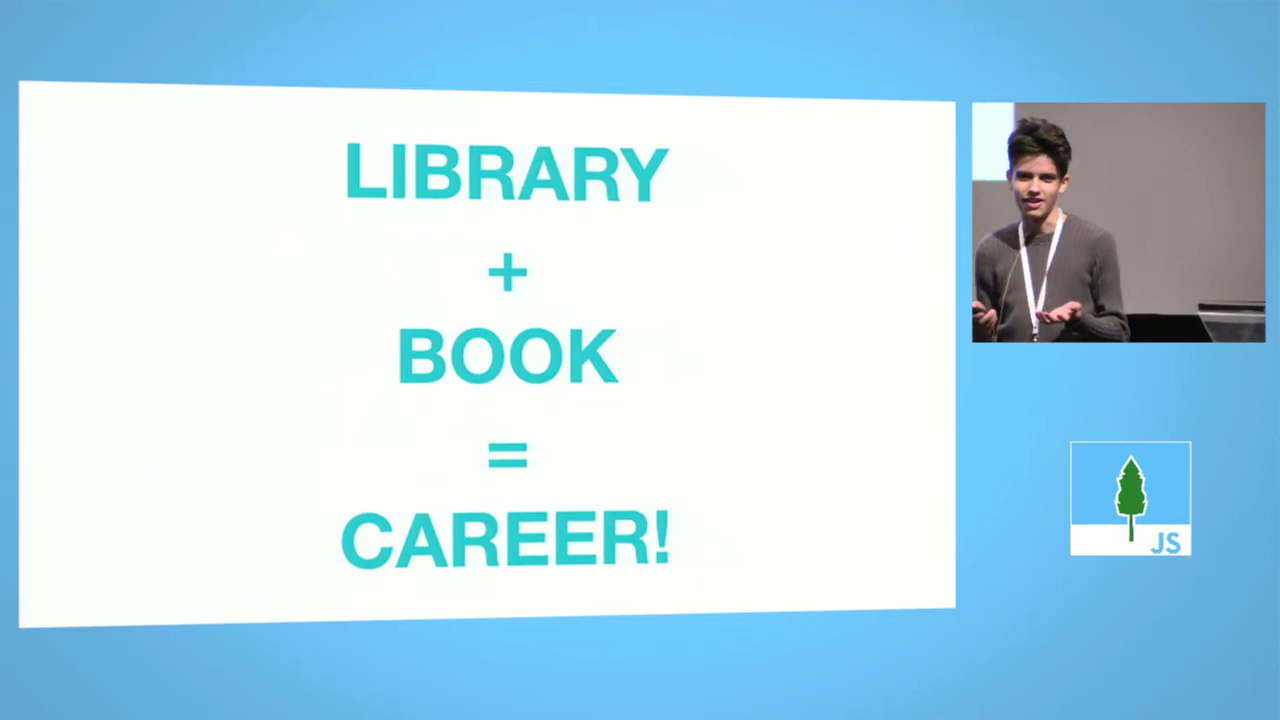 LIBRARY
+
BOOK
=
CAREER!
JS